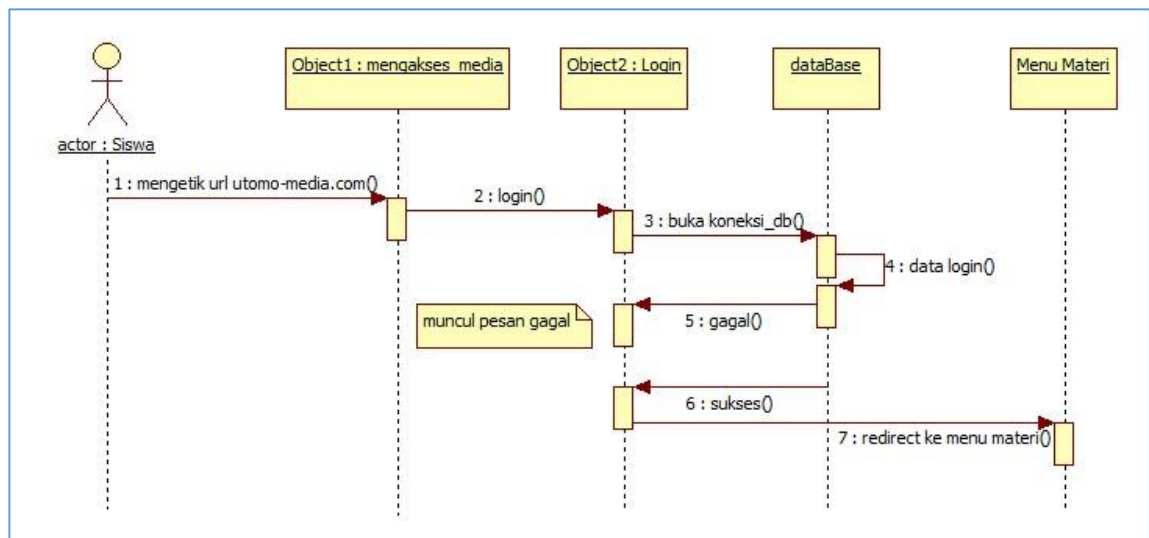 Object1 : mengakses_media
Object2 : Login
dataBase
Menu Materi
actor : Siswa
1 : mengetik url utomo-media.com()
2 : login()
3 : buka koneksi_db()
4 : data login()
muncul pesan gagal
5 : gagal()
6 : sukses()
7 : redirect ke menu materi()